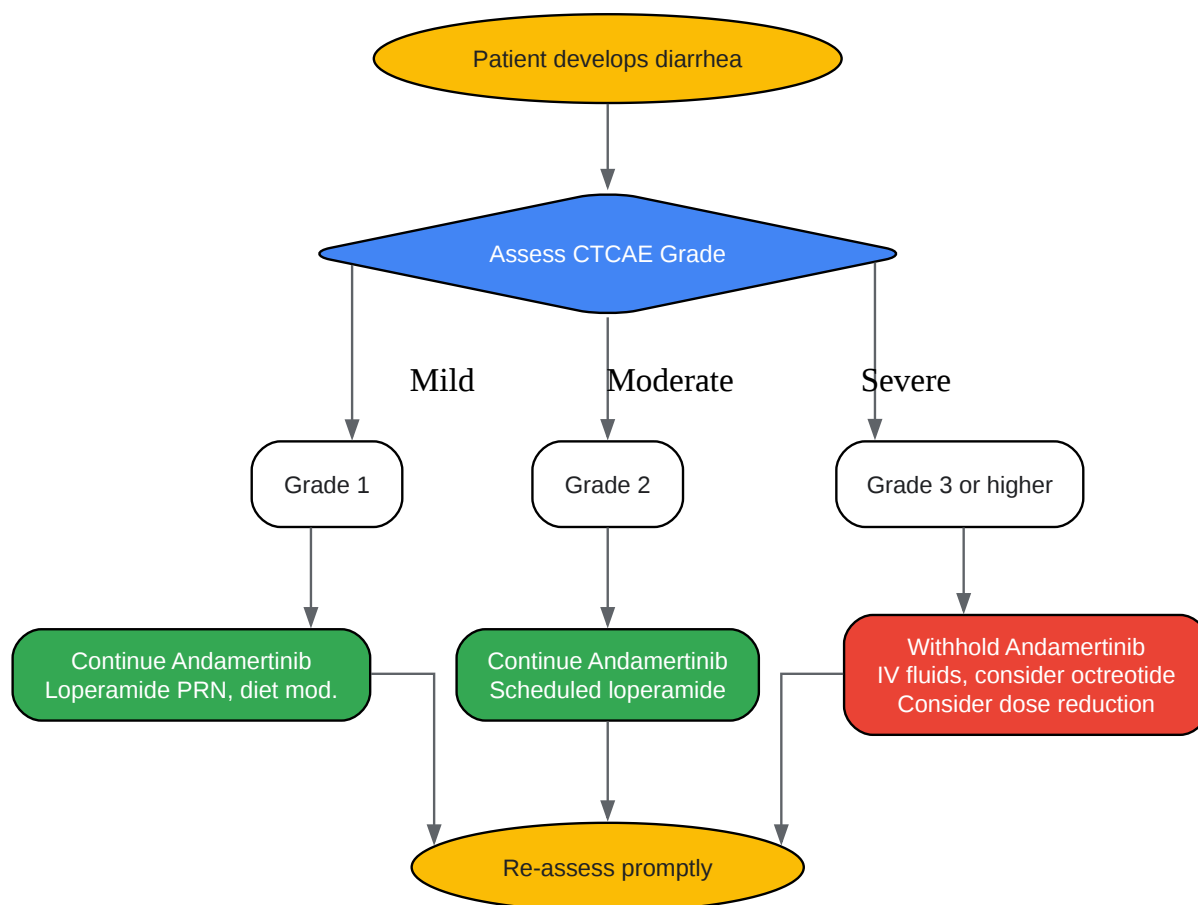 Patient develops diarrhea
Assess CTCAE Grade
Mild
Moderate
Severe
Grade 1
Grade 2
Grade 3 or higher
Continue Andamertinib
Loperamide PRN, diet mod.
Continue Andamertinib
Scheduled loperamide
Withhold Andamertinib
IV fluids, consider octreotide
Consider dose reduction
Re-assess promptly